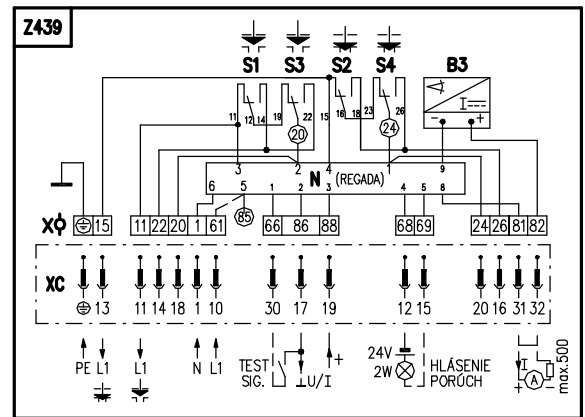 Z439
S1 S3 S2 S4 B3
I
11 12 14 19 22 15 16 18 23 26 - +
20 24
3 2 4 1 9
N (REGADA)
6 5 1 2 3 4 5 8
85
X 15 11 22 20 1 61 66 86 88 68 69 24 26 81 82
XC
13 11 14 18 1 10 30 17 19 12 15 20 16 31 32
PE L1 L1 N L1 TEST SIG. ⊥U/I + 24V 2W HLÁSENIE PORÚCH I A max.500